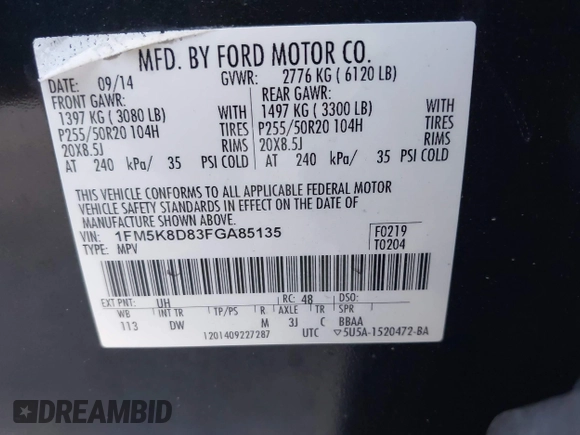 MFD. BY FORD MOTOR CO.
DATE: 09/14 GVWR: 2776 KG ( 6120 LB)
FRONT GAWR: REAR GAWR:
1397 KG ( 3080 LB) WITH 1497 KG ( 3300 LB) WITH
P255/50R20 104H TIRES P255/50R20 104H TIRES
20X8.5J RIMS 20X8.5J RIMS
AT 240 kPa/ 35 PSI COLD AT 240 kPa/ 35 PSI COLD
THIS VEHICLE CONFORMS TO ALL APPLICABLE FEDERAL MOTOR
VEHICLE SAFETY STANDARDS IN EFFECT ON THE DATE OF
MANUFACTURE SHOWN ABOVE.
VIN: 1FM5K8D83FGA85135 F0219
TYPE: MPV T0204
EXT PNT: UH RC: 48 DSO:
WB INT TR TP/PS R AXLE TR SPR
113 DW M 3J C BBAA
1201409227287 UTC ▽5U5A-1520472-BA
DREAMBID